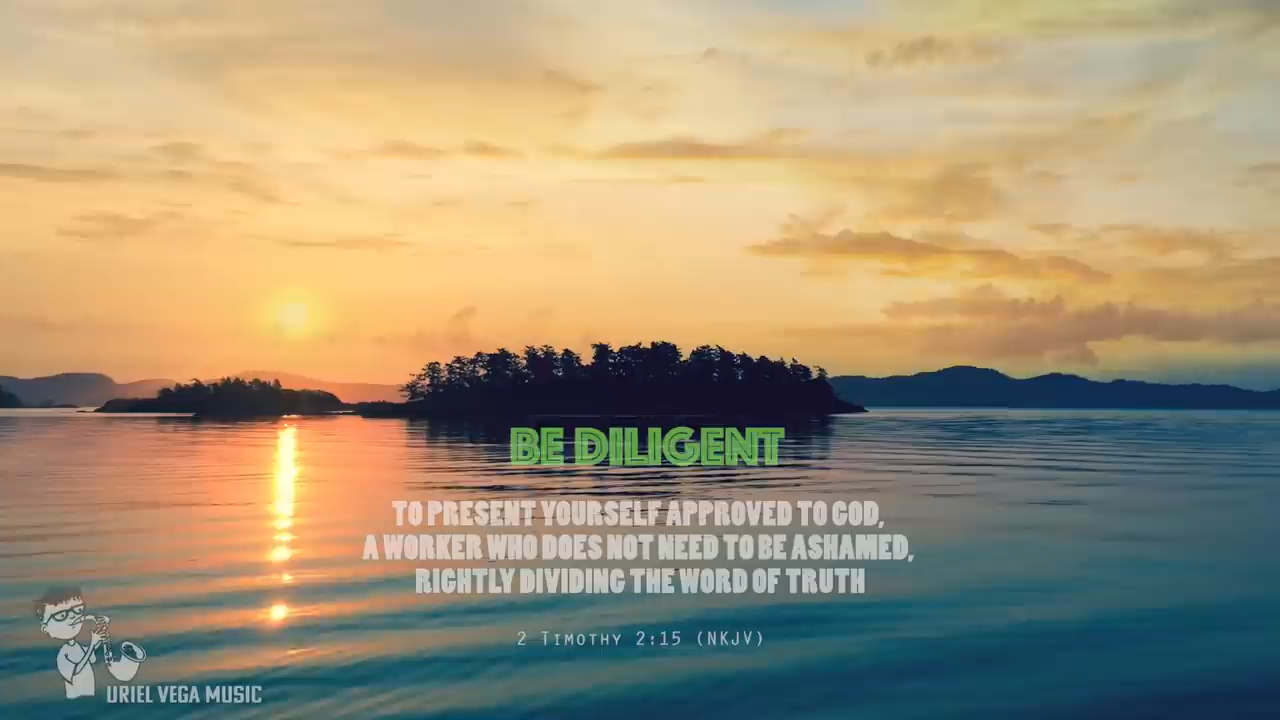 BE DILIGENT
TO PRESENT YOURSELF APPROVED TO GOD,
A WORKER WHO DOES NOT NEED TO BE ASHAMED,
RIGHTLY DIVIDING THE WORD OF TRUTH
2 Timothy 2:15 (NKJV)
URIEL VEGA MUSIC